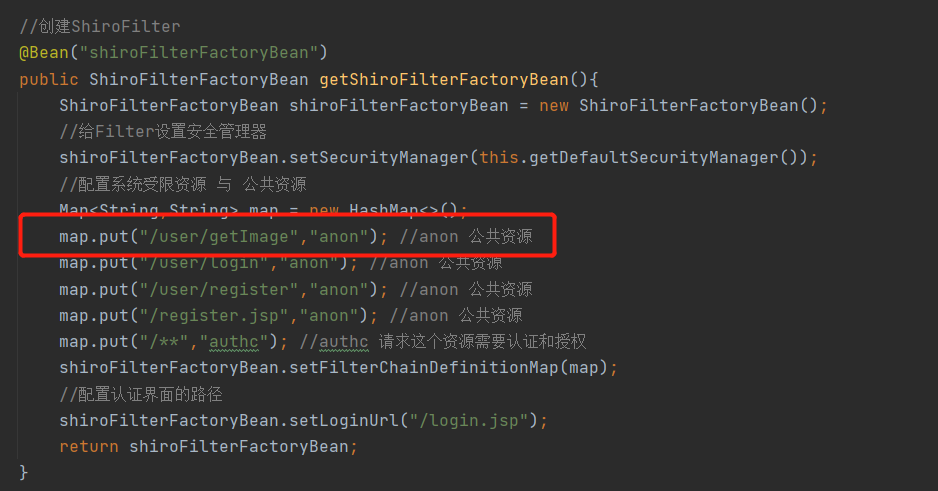 //创建ShiroFilter
@Bean("shiroFilterFactoryBean")
public ShiroFilterFactoryBean getShiroFilterFactoryBean(){
    ShiroFilterFactoryBean shiroFilterFactoryBean = new ShiroFilterFactoryBean();
    //给Filter设置安全管理器
    shiroFilterFactoryBean.setSecurityManager(this.getDefaultSecurityManager());
    //配置系统受限资源 与 公共资源
    Map<String,String> map = new HashMap<>();
    map.put("/user/getImage","anon"); //anon 公共资源
    map.put("/user/login","anon"); //anon 公共资源
    map.put("/user/register","anon"); //anon 公共资源
    map.put("/register.jsp","anon"); //anon 公共资源
    map.put("/**","authc"); //authc 请求这个资源需要认证和授权
    shiroFilterFactoryBean.setFilterChainDefinitionMap(map);
    //配置认证界面的路径
    shiroFilterFactoryBean.setLoginUrl("/login.jsp");
    return shiroFilterFactoryBean;
}